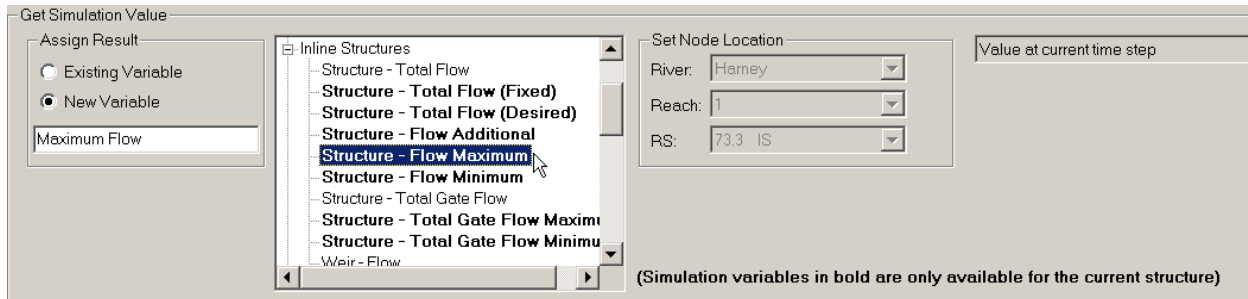 Get Simulation Value
Assign Result
Existing Variable
New Variable
Maximum Flow
Inline Structures
Structure - Total Flow
Structure - Total Flow (Fixed)
Structure - Total Flow (Desired)
Structure - Flow Additional
Structure - Flow Maximum
Structure - Flow Minimum
Structure - Total Gate Flow
Structure - Total Gate Flow Maximu
Structure - Total Gate Flow Minimu
Weir - Flow
Set Node Location
River: Harney
Reach: 1
RS: 73.3 IS
Value at current time step
(Simulation variables in bold are only available for the current structure)